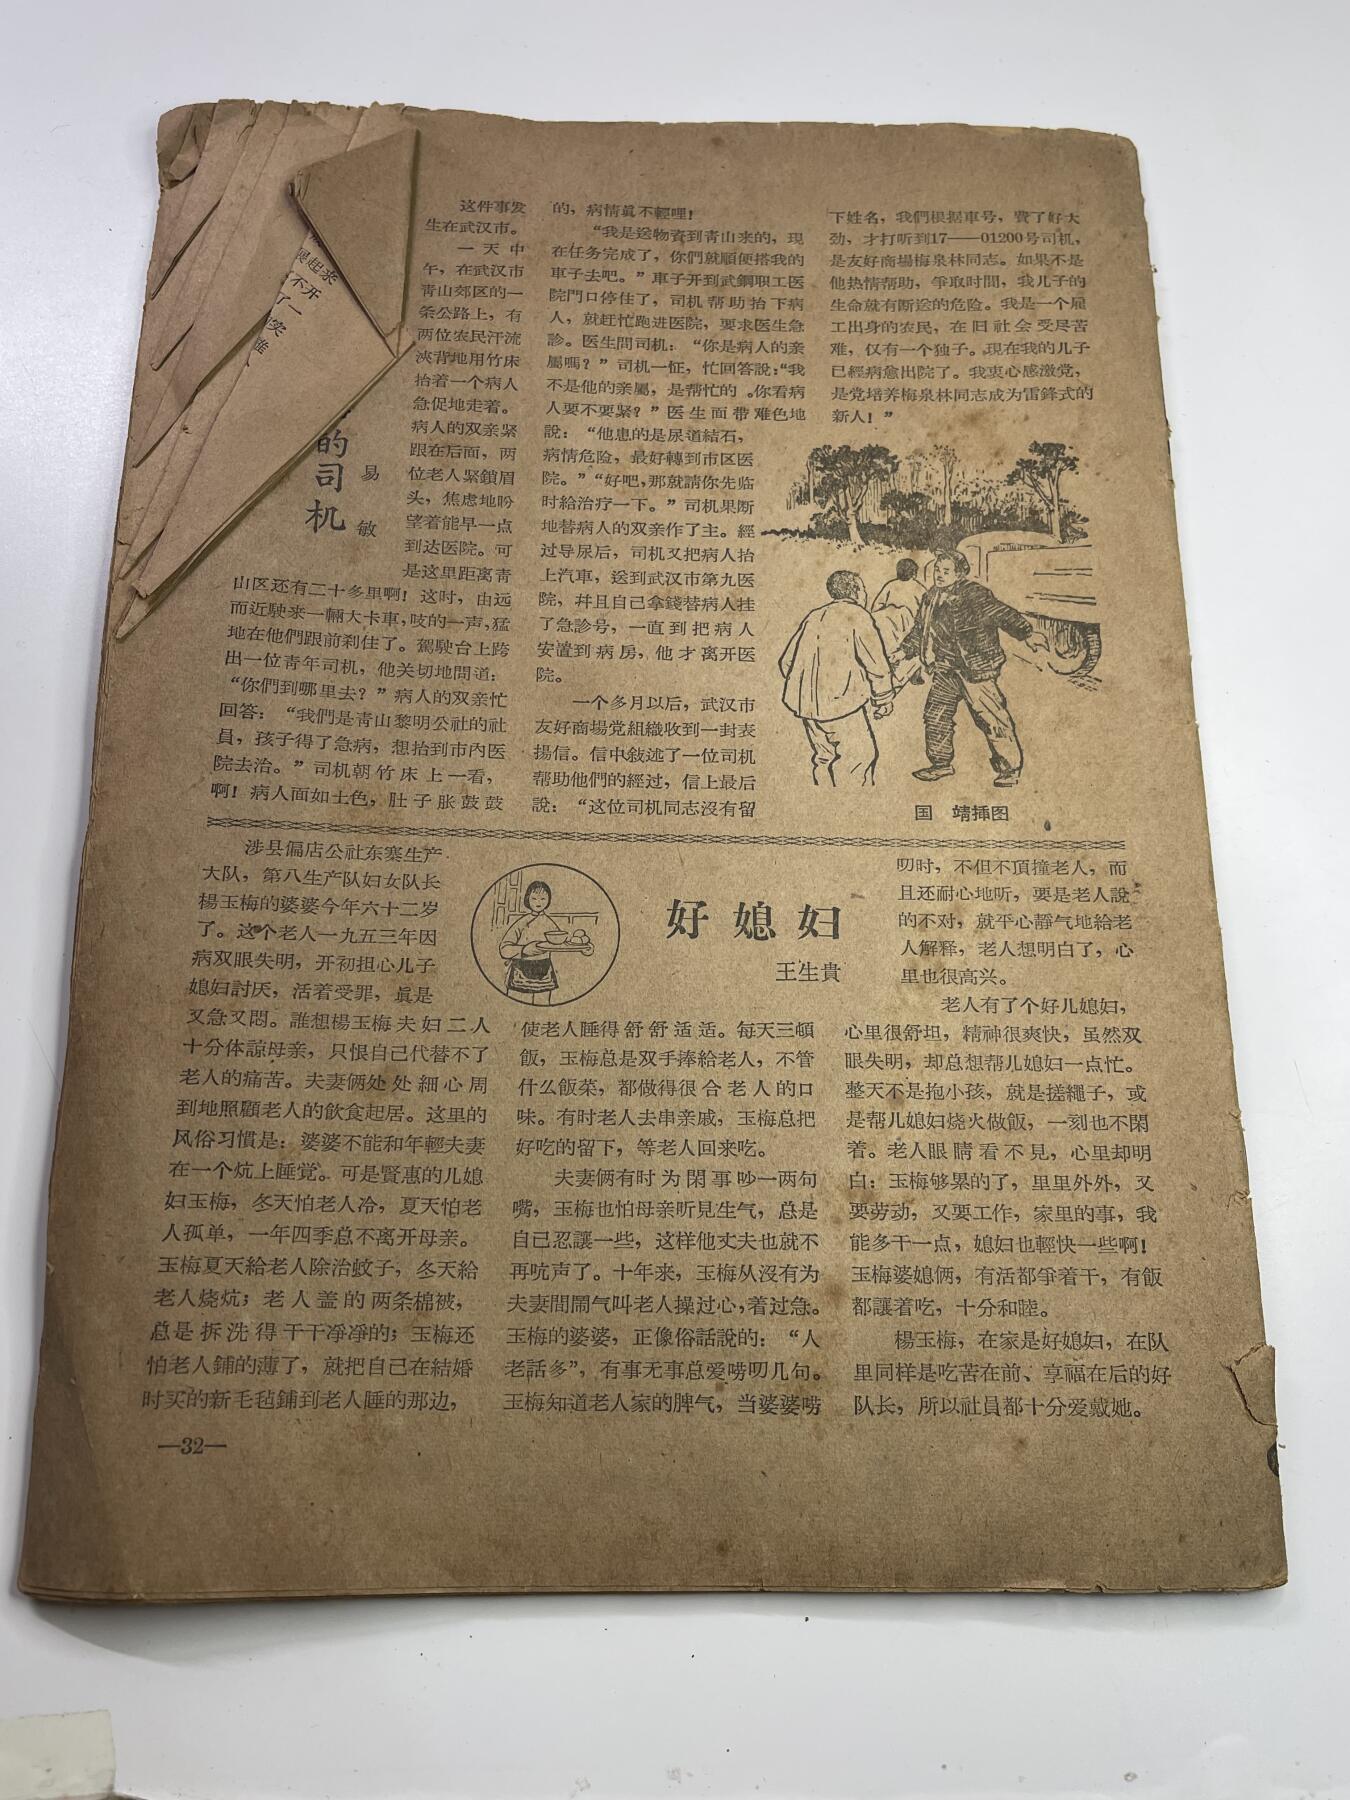 的司机
易敏
这件事发
生在武汉市。
一天中
午，在武汉市
青山郊区的一
条公路上，有
两位农民汗流
浃背地用竹床
抬着一个病人
急促地走着。
病人的双亲紧
跟在后面，两
位老人紧鎖眉
头，焦虑地盼
望着能早一点
到达医院。可
是这里距离青
山区还有二十多里啊！这时，由远
而近駛来一輛大卡車，吱的一声，猛
地在他們跟前刹住了。駕駛台上跨
出一位青年司机，他关切地問道：
“你們到哪里去？”病人的双亲忙
回答：“我們是青山黎明公社的社
員，孩子得了急病，想抬到市內医
院去治。”司机朝竹床上一看，
啊！病人面如土色，肚子胀鼓鼓
的，病情眞不輕哩！
“我是送物資到青山来的，现
在任务完成了，你們就順便搭我的
車子去吧。”車子开到武鋼职工医
院門口停住了，司机帮助抬下病
人，就赶忙跑进医院，要求医生急
診。医生問司机：“你是病人的亲
屬嗎？”司机一怔，忙回答說：“我
不是他的亲屬，是帮忙的。你看病
人要不要紧？”医生面带难色地
說：“他患的是尿道結石，
病情危险，最好轉到市区医
院。”“好吧，那就請你先临
时給治疗一下。”司机果断
地替病人的双亲作了主。經
过导尿后，司机又把病人抬
上汽車，送到武汉市第九医
院，幷且自己拿錢替病人挂
了急診号，一直到把病人
安置到病房，他才离开医
院。
一个多月以后，武汉市
友好商場党組織收到一封表
揚信。信中敍述了一位司机
帮助他們的經过，信上最后
說：“这位司机同志沒有留
下姓名，我們根据車号，費了好大
劲，才打听到17——01200号司机，
是友好商場梅泉林同志。如果不是
他热情帮助，爭取时間，我儿子的
生命就有断送的危险。我是一个雇
工出身的农民，在旧社会受尽苦
难，仅有一个独子。现在我的儿子
已經病愈出院了。我衷心感激党，
是党培养梅泉林同志成为雷鋒式的
新人！”
国　靖插图
好媳妇
王生貴
涉县偏店公社东寨生产
大队，第八生产队妇女队长
楊玉梅的婆婆今年六十二岁
了。这个老人一九五三年因
病双眼失明，开初担心儿子
媳妇討厌，活着受罪，眞是
又急又悶。誰想楊玉梅夫妇二人
十分体諒母亲，只恨自己代替不了
老人的痛苦。夫妻俩处处細心周
到地照顧老人的飲食起居。这里的
风俗习慣是：婆婆不能和年輕夫妻
在一个炕上睡觉。可是賢惠的儿媳
妇玉梅，冬天怕老人冷，夏天怕老
人孤单，一年四季总不离开母亲。
玉梅夏天給老人除治蚊子，冬天給
老人烧炕；老人盖的两条棉被，
总是拆洗得干干凈凈的；玉梅还
怕老人鋪的薄了，就把自己在結婚
时买的新毛毡鋪到老人睡的那边，
使老人睡得舒舒适适。每天三頓
飯，玉梅总是双手捧給老人，不管
什么飯菜，都做得很合老人的口
味。有时老人去串亲戚，玉梅总把
好吃的留下，等老人回来吃。
夫妻俩有时为閑事吵一两句
嘴，玉梅也怕母亲听見生气，总是
自己忍讓一些，这样他丈夫也就不
再吭声了。十年来，玉梅从沒有为
夫妻間鬧气叫老人操过心，着过急。
玉梅的婆婆，正像俗話說的：“人
老話多”，有事无事总爱唠叨几句。
玉梅知道老人家的脾气，当婆婆唠
叨时，不但不頂撞老人，而
且还耐心地听，要是老人說
的不对，就平心靜气地給老
人解释，老人想明白了，心
里也很高兴。
老人有了个好儿媳妇，
心里很舒坦，精神很爽快，虽然双
眼失明，却总想帮儿媳妇一点忙。
整天不是抱小孩，就是搓繩子，或
是帮儿媳妇烧火做飯，一刻也不閑
着。老人眼睛看不見，心里却明
白：玉梅够累的了，里里外外，又
要劳动，又要工作，家里的事，我
能多干一点，媳妇也輕快一些啊！
玉梅婆媳俩，有活都爭着干，有飯
都讓着吃，十分和睦。
楊玉梅，在家是好媳妇，在队
里同样是吃苦在前、享福在后的好
队长，所以社員都十分爱戴她。
—32—